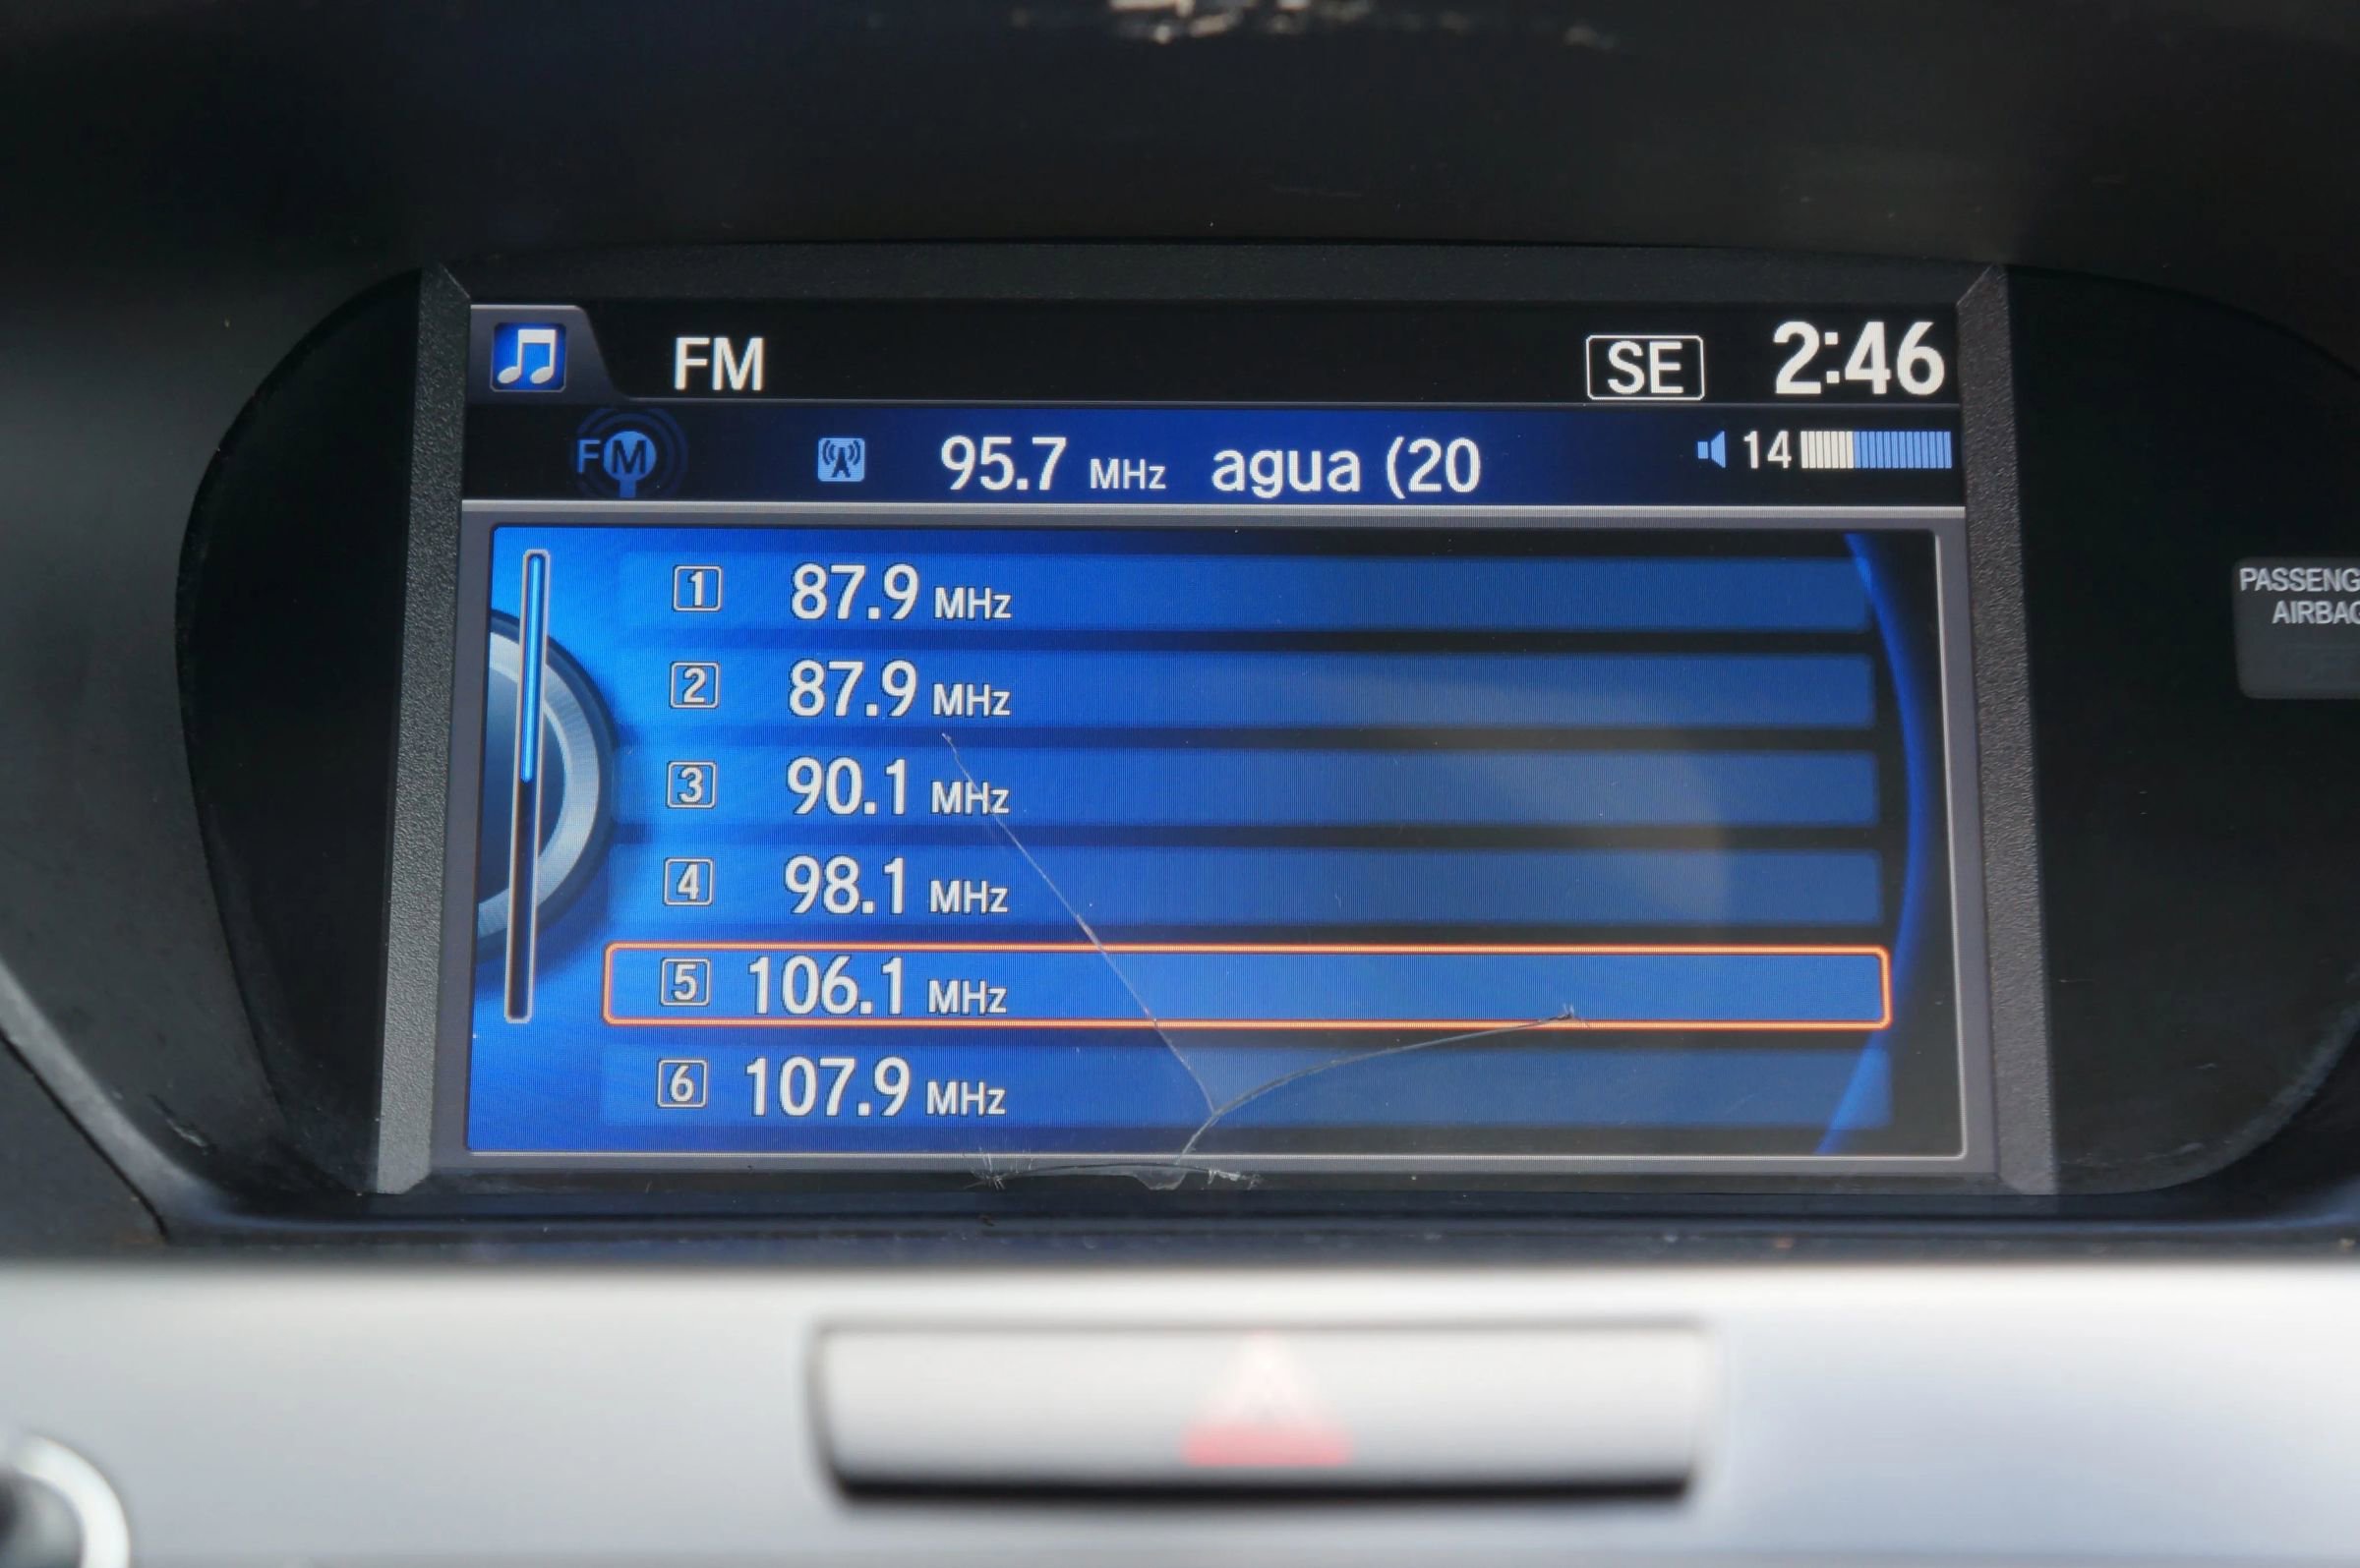 FM SE 2:46
FM 95.7 MHz agua (20 14
1 87.9 MHz
2 87.9 MHz
3 90.1 MHz
4 98.1 MHz
5 106.1 MHz
6 107.9 MHz
PASSENG
AIRBAG